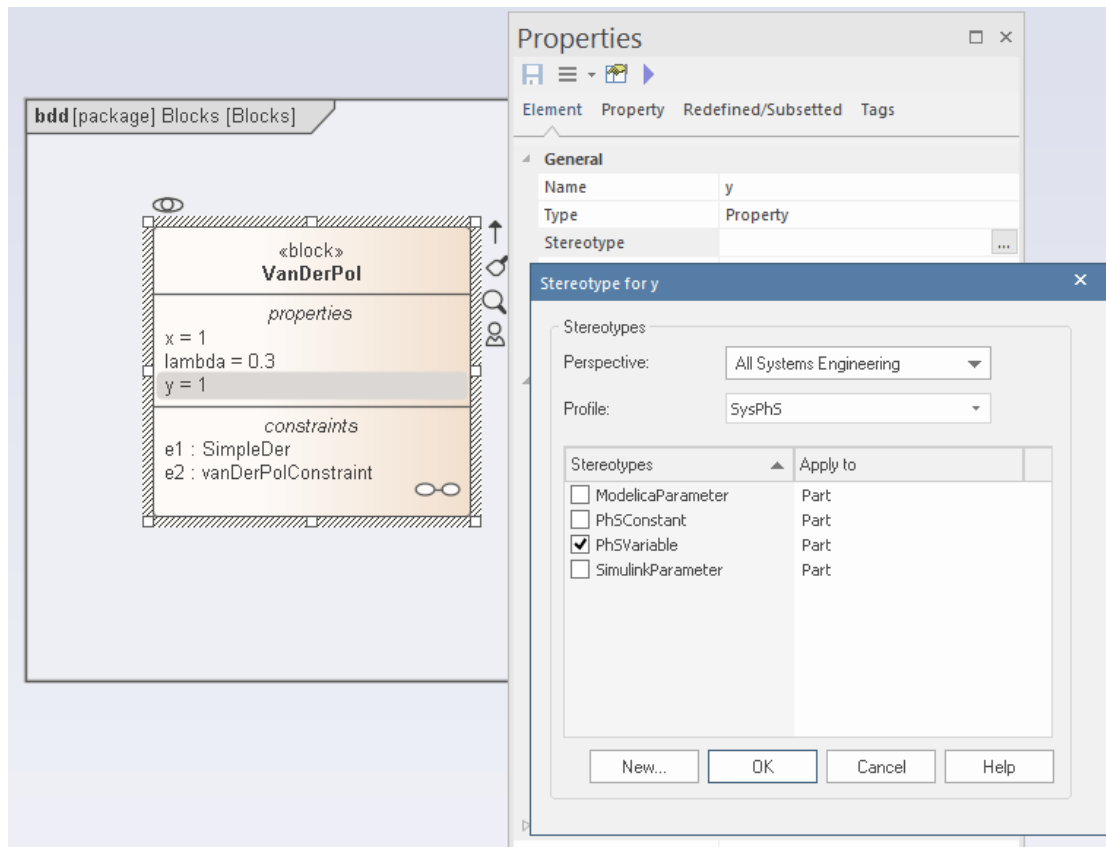 bdd [package] Blocks [Blocks]
«block»
VanDerPol
properties
x = 1
lambda = 0.3
y = 1
constraints
e1 : SimpleDer
e2 : vanDerPolConstraint
Properties
Element Property Redefined/Subsetted Tags
General
Name y
Type Property
Stereotype ...
Stereotype for y
Stereotypes
Perspective: All Systems Engineering
Profile: SysPhS
Stereotypes Apply to
ModelicaParameter Part
PhSConstant Part
PhSVariable Part
SimulinkParameter Part
New... OK Cancel Help